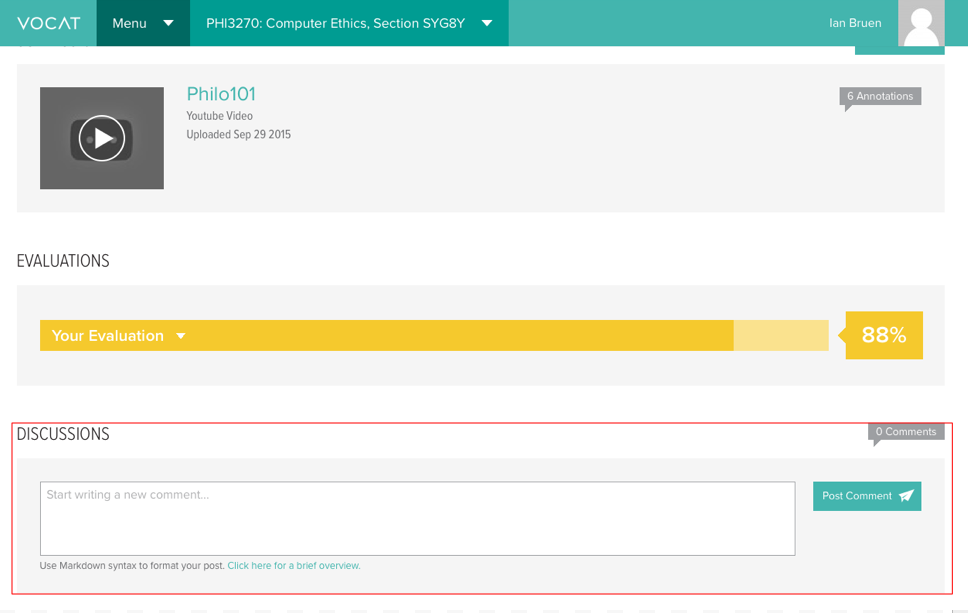 VOCAT Menu PHI3270: Computer Ethics, Section SYG8Y Ian Bruen
Philo101 6 Annotations
Youtube Video
Uploaded Sep 29 2015
EVALUATIONS
Your Evaluation 88%
DISCUSSIONS 0 Comments
Start writing a new comment... Post Comment
Use Markdown syntax to format your post. Click here for a brief overview.